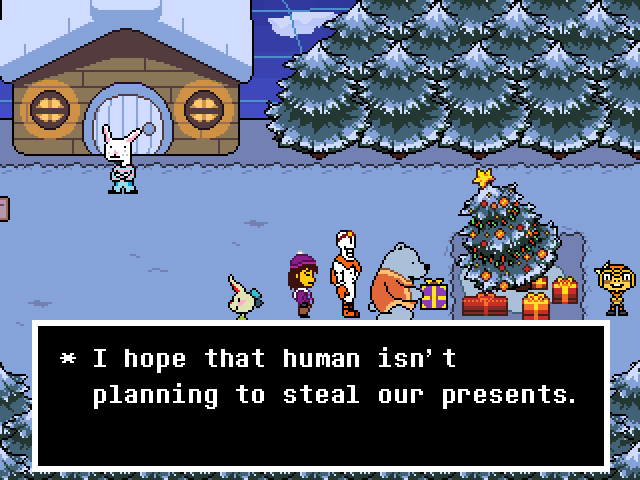 * I hope that human isn't
planning to steal our presents.